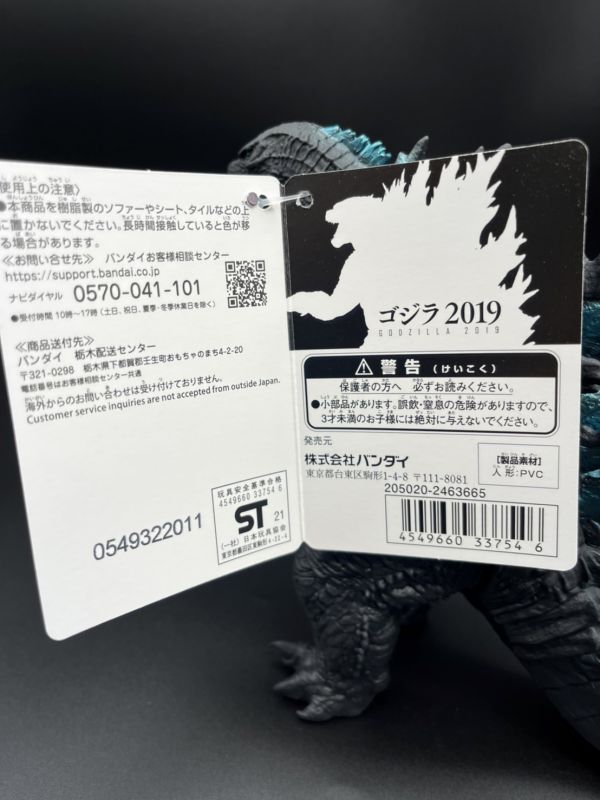 使用上の注意〉
●本商品を樹脂製のソファーやシート、タイルなどの上
に置かないでください。長時間接触していると色が移
る場合があります。
≪お問い合せ先≫ バンダイお客様相談センター
https://support.bandai.co.jp
ナビダイヤル 0570-041-101
●受付時間 10時〜17時(土、日、祝日、夏季・冬季休業日を除く)
≪商品送付先≫
バンダイ 栃木配送センター
〒321-0298 栃木県下都賀郡壬生町おもちゃのまち4-2-20
電話番号はお客様相談センター共通
海外からのお問い合わせは受け付けておりません。
Customer service inquiries are not accepted from outside Japan.
0549322011
玩具安全基準合格
4549660 33754 6
ST
21
(一社)日本玩具協会
東京都墨田区東駒形4-22-4
ゴジラ2019
GODZILLA 2019
警告(けいこく)
保護者の方へ 必ずお読みください。
●小部品があります。誤飲・窒息の危険がありますので、
3才未満のお子様には絶対に与えないでください。
発売元
株式会社バンダイ
東京都台東区駒形1-4-8 〒111-8081
[製品素材]
人形:PVC
205020-2463665
4549660 33754 6